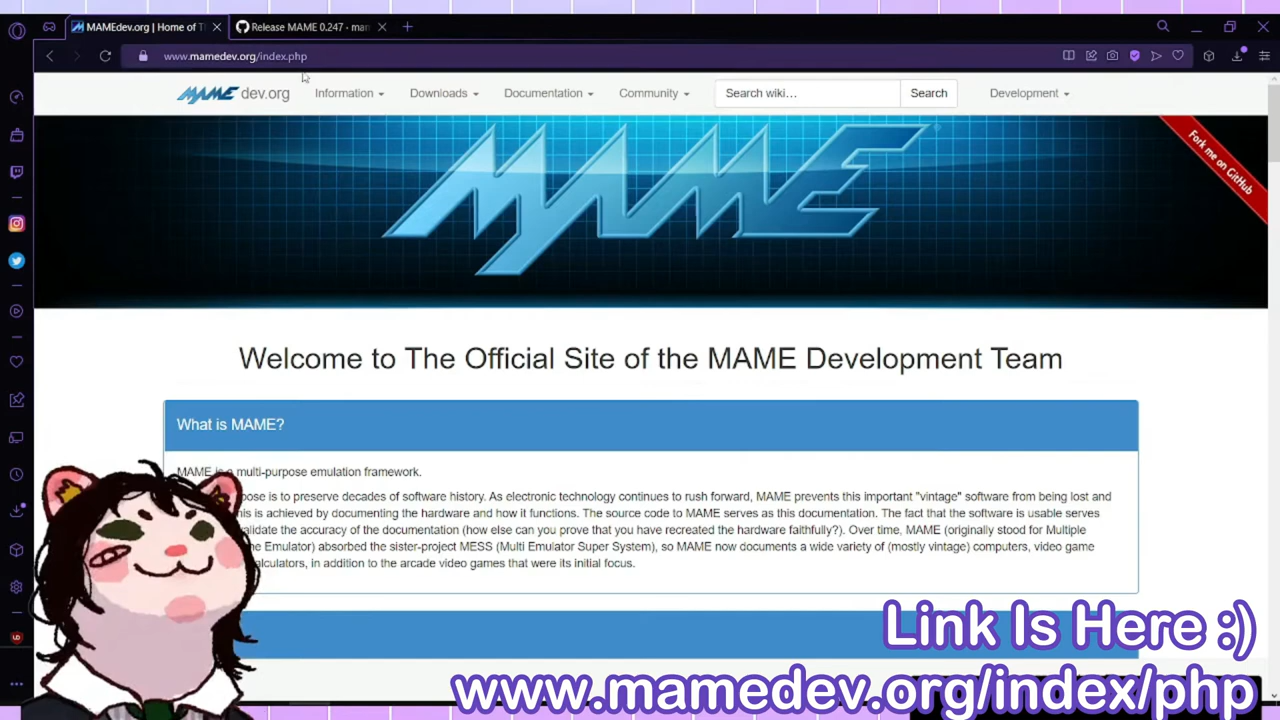 MAMEdev.org | Home of T
Release MAME 0.247 · mam
www.mamedev.org/index.php
MAME dev.org
Information
Downloads
Documentation
Community
Search wiki...
Search
Development
MAME
Fork me on GitHub
Welcome to The Official Site of the MAME Development Team
What is MAME?
MAME is a multi-purpose emulation framework.
pose is to preserve decades of software history. As electronic technology continues to rush forward, MAME prevents this important "vintage" software from being lost and
his is achieved by documenting the hardware and how it functions. The source code to MAME serves as this documentation. The fact that the software is usable serves
alidate the accuracy of the documentation (how else can you prove that you have recreated the hardware faithfully?). Over time, MAME (originally stood for Multiple
e Emulator) absorbed the sister-project MESS (Multi Emulator Super System), so MAME now documents a wide variety of (mostly vintage) computers, video game
alculators, in addition to the arcade video games that were its initial focus.
Link Is Here :)
www.mamedev.org/index/php